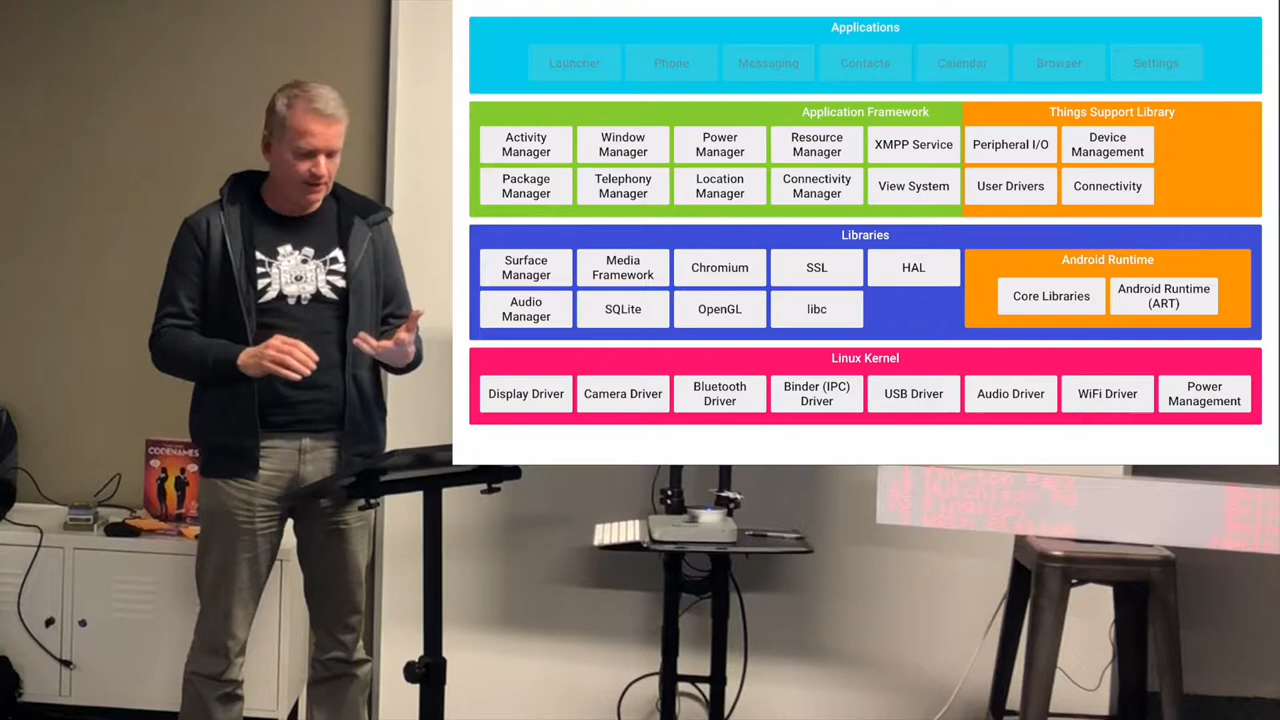 Applications
Launcher
Phone
Messaging
Contacts
Calendar
Browser
Settings
Application Framework
Things Support Library
Activity
Manager
Window
Manager
Power
Manager
Resource
Manager
XMPP Service
Peripheral I/O
Device
Management
Package
Manager
Telephony
Manager
Location
Manager
Connectivity
Manager
View System
User Drivers
Connectivity
Libraries
Surface
Manager
Media
Framework
Chromium
SSL
HAL
Android Runtime
Core Libraries
Android Runtime
(ART)
Audio
Manager
SQLite
OpenGL
libc
Linux Kernel
Display Driver
Camera Driver
Bluetooth
Driver
Binder (IPC)
Driver
USB Driver
Audio Driver
WiFi Driver
Power
Management
CODENAMES